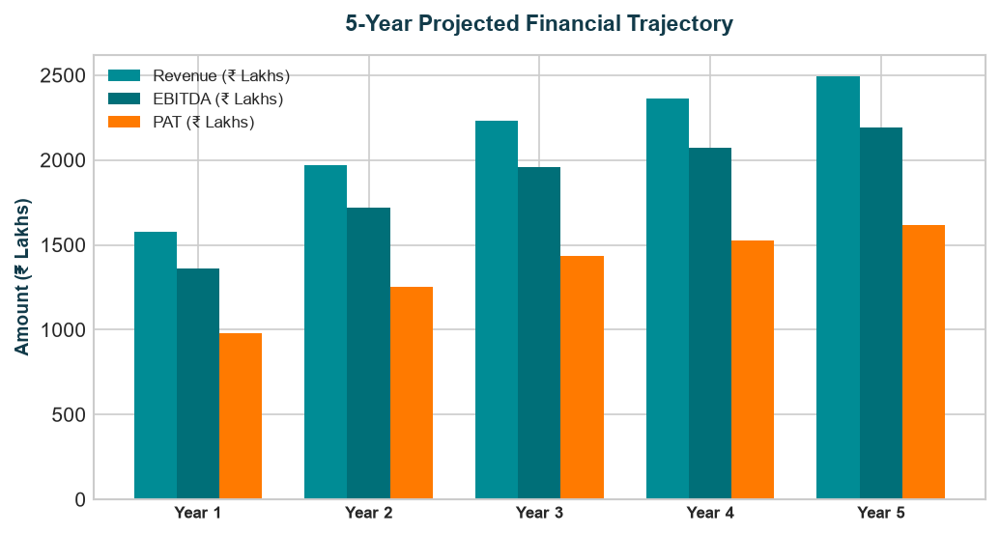 5-Year Projected Financial Trajectory
Revenue (₹ Lakhs)
EBITDA (₹ Lakhs)
PAT (₹ Lakhs)
Amount (₹ Lakhs)
2500
2000
1500
1000
500
0
Year 1
Year 2
Year 3
Year 4
Year 5